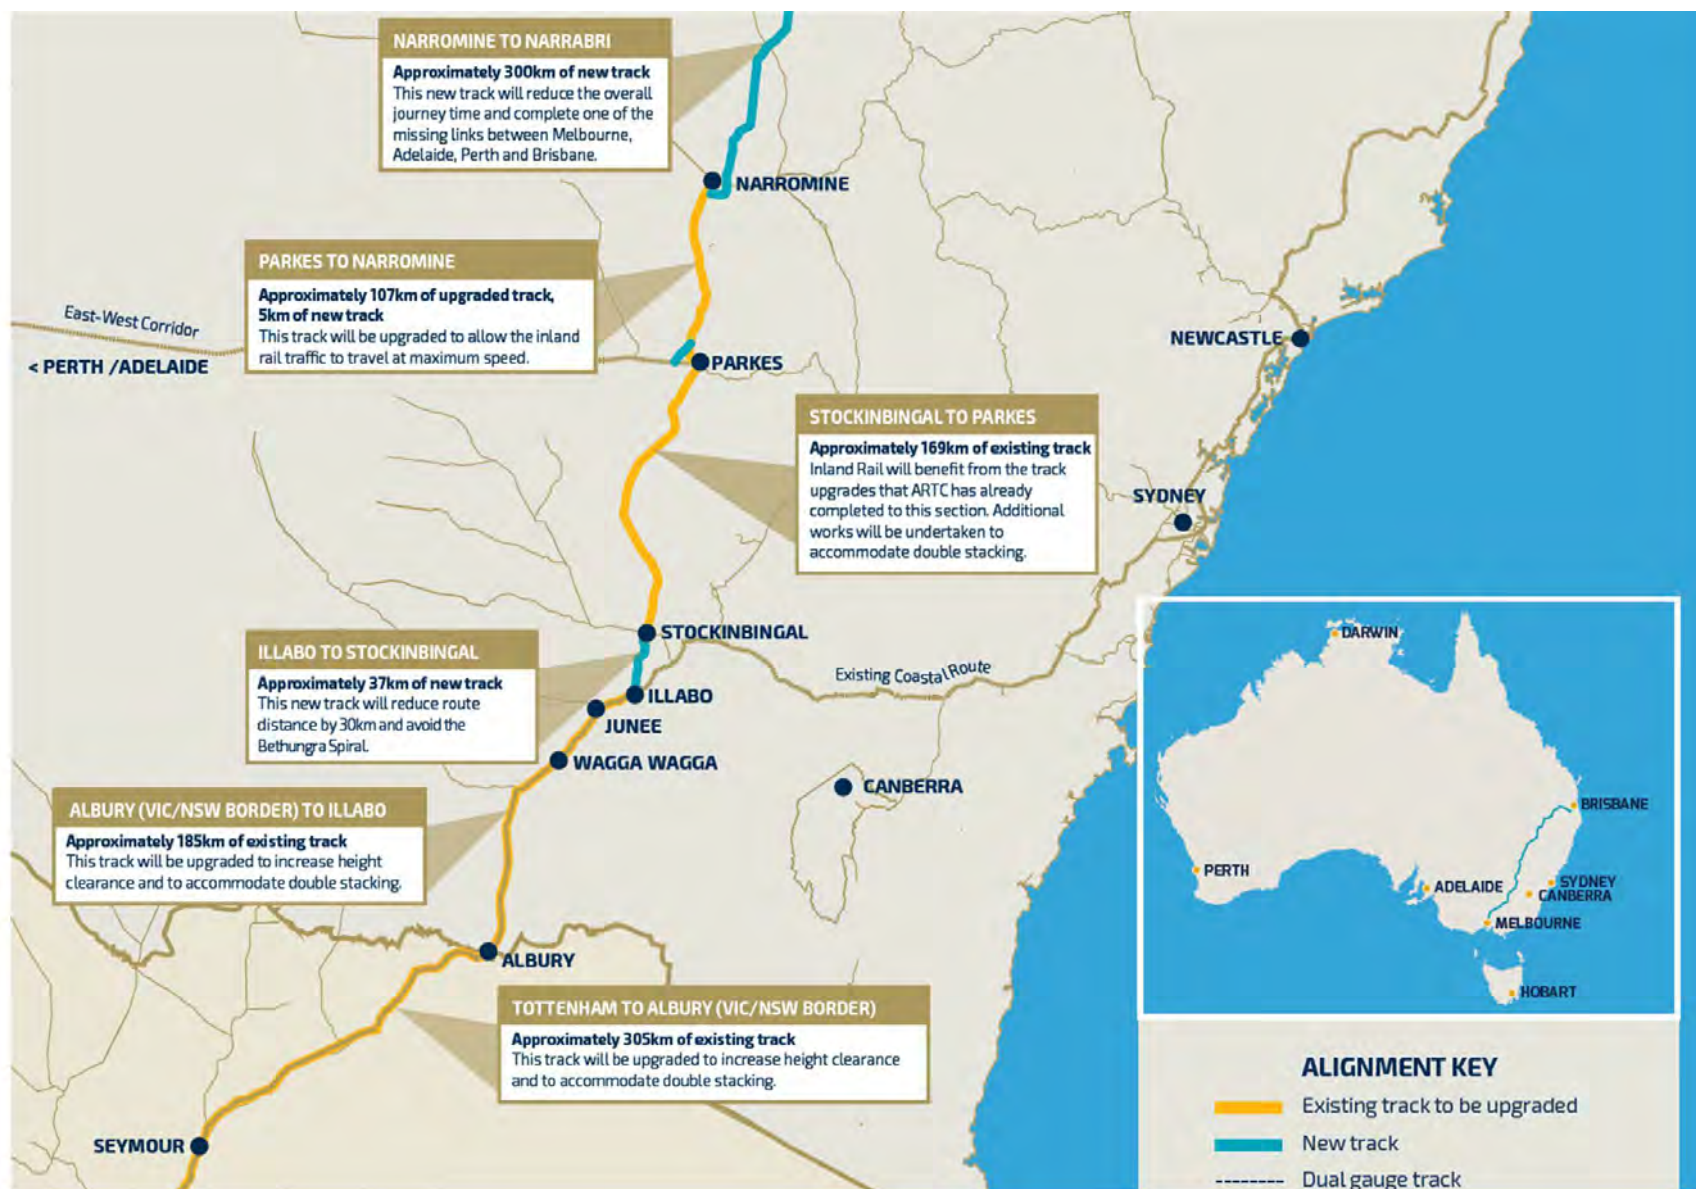 NARROMINE TO NARRABRI
Approximately 300km of new track
This new track will reduce the overall
journey time and complete one of the
missing links between Melbourne,
Adelaide, Perth and Brisbane.
NARROMINE
PARKES TO NARROMINE
Approximately 107km of upgraded track,
5km of new track
This track will be upgraded to allow the inland
rail traffic to travel at maximum speed.
East-West Corridor
< PERTH /ADELAIDE
NEWCASTLE
PARKES
STOCKINBINGAL TO PARKES
Approximately 169km of existing track
Inland Rail will benefit from the track
upgrades that ARTC has already
completed to this section. Additional
works will be undertaken to
accommodate double stacking.
SYDNEY
STOCKINBINGAL
ILLABO TO STOCKINBINGAL
Approximately 37km of new track
This new track will reduce route
distance by 30km and avoid the
Bethungra Spiral.
Existing Coastal Route
ILLABO
JUNEE
WAGGA WAGGA
CANBERRA
ALBURY (VIC/NSW BORDER) TO ILLABO
Approximately 185km of existing track
This track will be upgraded to increase height
clearance and to accommodate double stacking.
ALBURY
TOTTENHAM TO ALBURY (VIC/NSW BORDER)
Approximately 305km of existing track
This track will be upgraded to increase height clearance
and to accommodate double stacking.
SEYMOUR
DARWIN
BRISBANE
PERTH
ADELAIDE
SYDNEY
CANBERRA
MELBOURNE
HOBART
ALIGNMENT KEY
Existing track to be upgraded
New track
Dual gauge track